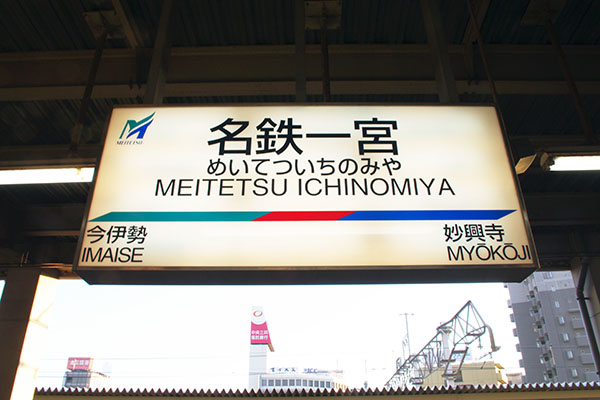 MEITETSU
名鉄一宮
めいてついちのみや
MEITETSU ICHINOMIYA
今伊勢
IMAISE
妙興寺
MYŌKŌJI